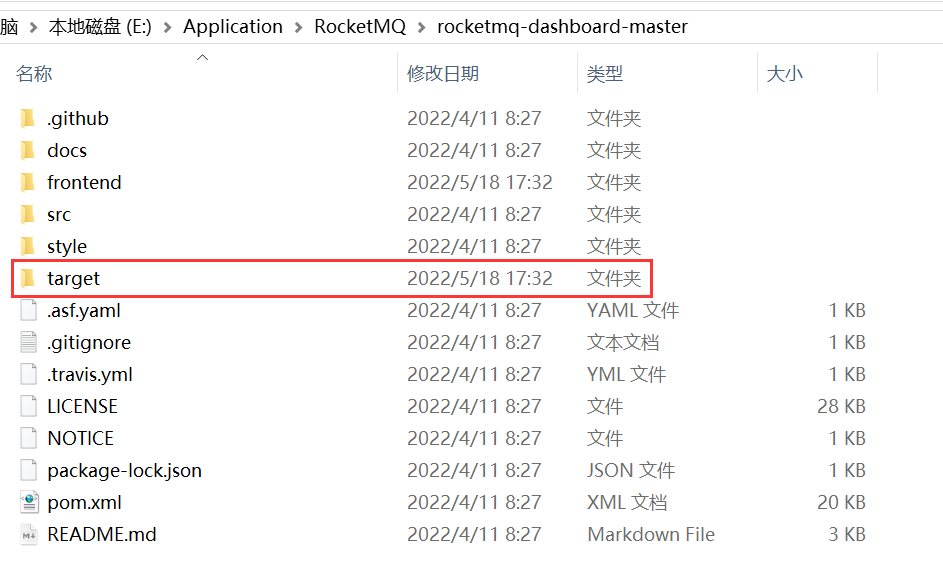 脑 > 本地磁盘 (E:) > Application > RocketMQ > rocketmq-dashboard-master
名称 修改日期 类型 大小
.github 2022/4/11 8:27 文件夹
docs 2022/4/11 8:27 文件夹
frontend 2022/5/18 17:32 文件夹
src 2022/4/11 8:27 文件夹
style 2022/4/11 8:27 文件夹
target 2022/5/18 17:32 文件夹
.asf.yaml 2022/4/11 8:27 YAML 文件 1 KB
.gitignore 2022/4/11 8:27 文本文档 1 KB
.travis.yml 2022/4/11 8:27 YML 文件 1 KB
LICENSE 2022/4/11 8:27 文件 28 KB
NOTICE 2022/4/11 8:27 文件 1 KB
package-lock.json 2022/4/11 8:27 JSON 文件 1 KB
pom.xml 2022/4/11 8:27 XML 文档 20 KB
README.md 2022/4/11 8:27 Markdown File 3 KB